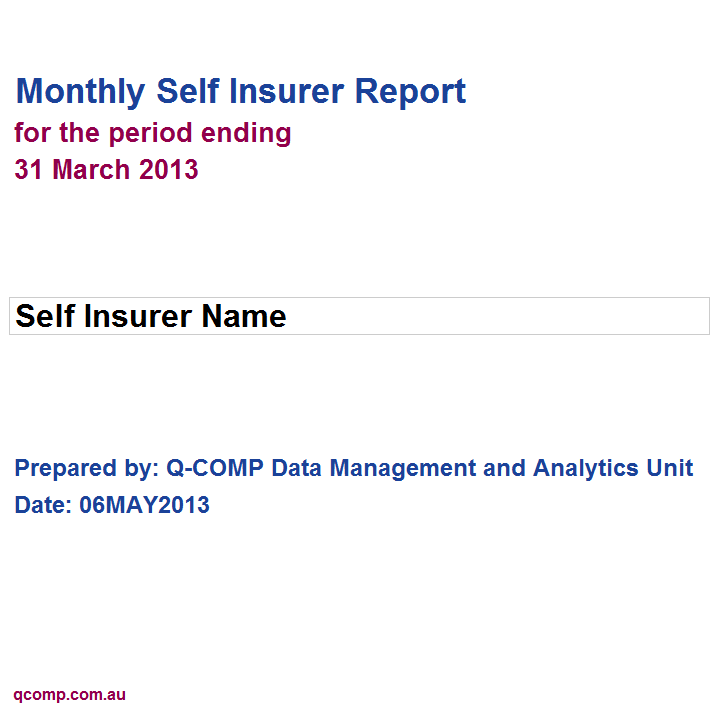 Monthly Self Insurer Report
for the period ending
31 March 2013
Self Insurer Name
Prepared by: Q-COMP Data Management and Analytics Unit
Date: 06MAY2013
qcomp.com.au